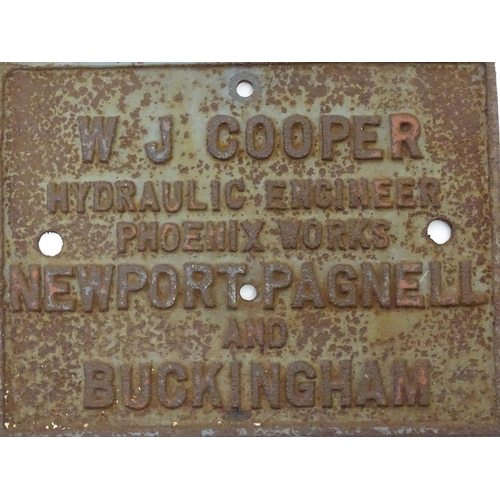 W J COOPER
HYDRAULIC ENGINEER
PHOENIX WORKS
NEWPORT PAGNELL
AND
BUCKINGHAM